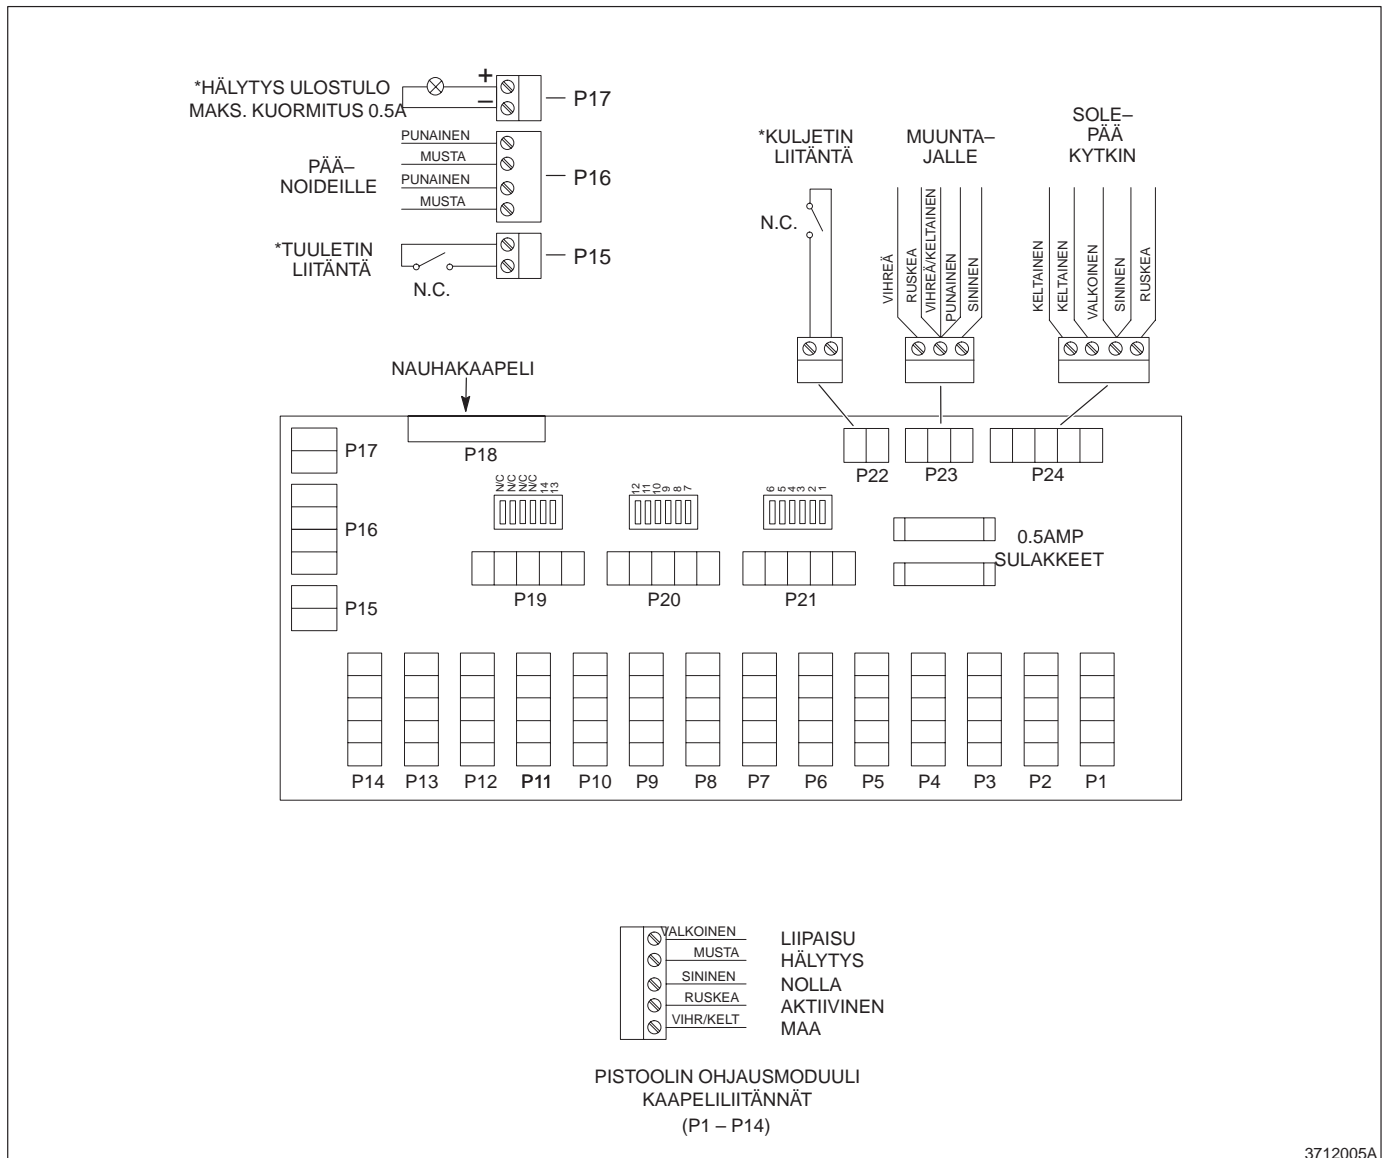 *HÄLYTYS ULOSTULO
MAKS. KUORMITUS 0.5A
+
–
P17
PÄÄ–
NOIDEILLE
PUNAINEN
MUSTA
PUNAINEN
MUSTA
P16
*TUULETIN
LIITÄNTÄ
N.C.
P15
*KULJETIN
LIITÄNTÄ
N.C.
MUUNTA–
JALLE
VIHREÄ
RUSKEA
VIHREÄ/KELTAINEN
PUNAINEN
SININEN
SOLE–
PÄÄ
KYTKIN
KELTAINEN
KELTAINEN
VALKOINEN
SININEN
RUSKEA
NAUHAKAAPELI
P17
P18
P22
P23
P24
N/C
N/C
N/C
N/C
14
13
12
11
10
9
8
7
6
5
4
3
2
1
P16
0.5AMP
SULAKKEET
P19
P20
P21
P15
P14
P13
P12
P11
P10
P9
P8
P7
P6
P5
P4
P3
P2
P1
VALKOINEN LIIPAISU
MUSTA HÄLYTYS
SININEN NOLLA
RUSKEA AKTIIVINEN
VIHR/KELT MAA
PISTOOLIN OHJAUSMODUULI
KAAPELILIITÄNNÄT
(P1 – P14)
3712005A